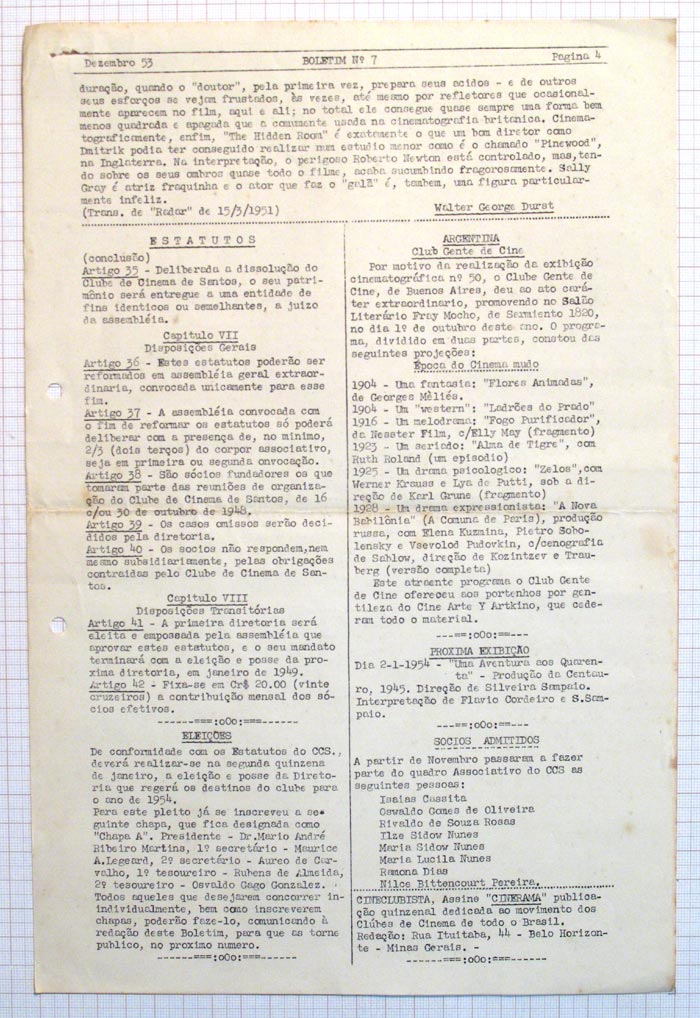 Dezembro 53 BOLETIM Nº 7 Pagina 4
duração, quando o "doutor", pela primeira vez, prepara seus acidos - e de outros
seus esforços se vejam frustados, às vezes, até mesmo por refletores que ocasional-
mente aparecem no film, aqui e ali; no total ele consegue quase sempre uma forma bem
menos quadrada e apagada que a comumente usada na cinematografia britanica. Cinema-
tograficamente, enfim, "The Hidden Room" é exatamente o que um bom diretor como
Dmitrik podia ter conseguido realizar num estudio menor como é o chamado "Pinewood",
na Inglaterra. Na interpretação, o perigoso Roberto Newton está controlado, mas,ten-
do sobre os seus ombros quase todo o filme, acaba sucumbindo fragorosamente. Sally
Gray é atriz fraquinha e o ator que faz o "galã" é, tambem, uma figura particular-
mente infeliz.
(Trans. de "Radar" de 15/3/1951) Walter George Durst
ESTATUTOS
(conclusão)
Artigo 35 - Deliberada a dissolução do
Clube de Cinema de Santos, o seu patri-
mônio será entregue a uma entidade de
fins identicos ou semelhantes, a juizo
da assembléia.
Capitulo VII
Disposições Gerais
Artigo 36 - Estes estatutos poderão ser
reformados em assembléia geral extraor-
dinaria, convocada unicamente para esse
fim.
Artigo 37 - A assembléia convocada com
o fim de reformar os estatutos só poderá
deliberar com a presença de, no mínimo,
2/3 (dois terços) do corpor associativo,
seja em primeira ou segunda convocação.
Artigo 38 - São sócios fundadores os que
tomaram parte das reuniões de organiza-
ção do Clube de Cinema de Santos, de 16
c/ou 30 de outubro de 1948.
Artigo 39 - Os casos omissos serão deci-
didos pela diretoria.
Artigo 40 - Os socios não respondem,nem
mesmo subsidiariamente, pelas obrigações
contraidas pelo Clube de Cinema de San-
tos.
Capitulo VIII
Disposições Transitórias
Artigo 41 - A primeira diretoria será
eleita e empossada pela assembléia que
aprovar estes estatutos, e o seu mandato
terminará com a eleição e posse da pro-
xima diretoria, em janeiro de 1949.
Artigo 42 - Fixa-se em Cr$ 20.00 (vinte
cruzeiros) a contribuição mensal dos só-
cios efetivos.
------===:oOo:===------
ELEIÇÕES
De conformidade com os Estatutos do CCS.,
deverá realizar-se na segunda quinzena
de janeiro, a eleição e posse da Direto-
ria que regerá os destinos do clube para
o ano de 1954.
Para este pleito já se inscreveu a se-
guinte chapa, que fica designada como
"Chapa A". Presidente - Dr.Mario André
Ribeiro Martins, 1º secretário - Maurice
A.Legeard, 2º secretário - Aureo de Car-
valho, 1º tesoureiro - Rubens de Almeida,
2º tesoureiro - Osvaldo Gago Gonzalez.
Todos aqueles que desejarem concorrer in-
individualmente, bem como inscreverem
chapas, poderão faze-lo, comunicando à
redação deste Boletim, para que as torne
publico, no proximo numero.
------===:oOo:===------
ARGENTINA
Club Gente de Cine
Por motivo da realização da exibição
cinematográfica nº 50, o Clube Gente de
Cine, de Buenos Aires, deu ao ato cará-
ter extraordinario, promovendo no Salão
Literário Fray Mocho, de Sarmiento 1820,
no dia 1º de outubro deste ano. O progra-
ma, dividido em duas partes, constou das
seguintes projeções:
Época do Cinema mudo
1904 - Uma fantasia: "Flores Animadas",
de Georges Mèliés.
1904 - Um "western": "Ladrões do Prado"
1916 - Um melodrama: "Fogo Purificador",
da Nesster Film, c/Elly May (fragmento)
1923 - Um seriado: "Alma de Tigre", com
Ruth Roland (um episodio)
1925 - Um drama psicologico: "Zelos",com
Werner Krauss e Lya de Putti, sob a di-
reção de Karl Grune (fragmento)
1928 - Um drama expressionista: "A Nova
Babilônia" (A Comuna de Paris), produção
russa, com Elena Kuzmina, Pietro Sobo-
lensky e Vsevolod Pudovkin, c/cenografia
de Sablow, direção de Kozintzev e Trau-
berg (versão completa)
Este atraente programa o Club Gente
de Cine ofereceu aos portenhos por gen-
tileza do Cine Arte Y Artkino, que cede-
ram todo o material.
---==:oOo:==---
PROXIMA EXIBIÇÃO
Dia 2-1-1954 - "Uma Aventura aos Quaren-
ta" - Produção da Centau-
ro, 1945. Direção de Silveira Sampaio.
Interpretação de Flavio Cordeiro e S.Sam-
paio.
---==:oOo:==---
SOCIOS ADMITIDOS
A partir de Novembro passaram a fazer
parte do quadro Associativo do CCS as
seguintes pessoas:
Isaias Cassita
Oswaldo Gomes de Oliveira
Rivaldo de Souza Rosas
Ilze Sidow Nunes
Maria Sidow Nunes
Maria Lucila Nunes
Ramona Dias
Nilce Bittencourt Pereira,
CINECLUBISTA, Assine "CINERAMA" publica-
ção quinzenal dedicada ao movimento dos
Clúbes de Cinema de todo o Brasil.
Redação: Rua Ituitaba, 44 - Belo Horizon-
te - Minas Gerais. -
------===:oOo:===------